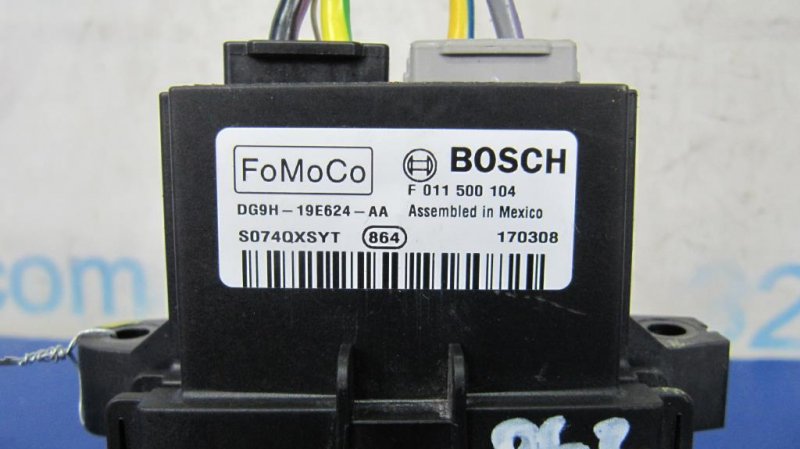 FoMoCo
BOSCH
F 011 500 104
DG9H-19E624-AA Assembled in Mexico
S074QXSYT 864 170308